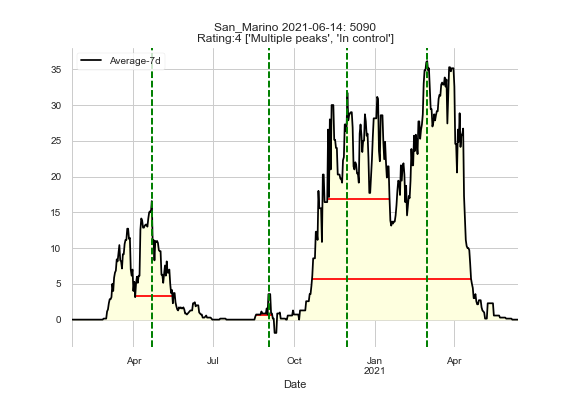 San_Marino 2021-06-14: 5090
Rating:4 ['Multiple peaks', 'In control']
Average-7d
35
30
25
20
15
10
5
0
Apr
Jul
Oct
Jan
2021
Apr
Date